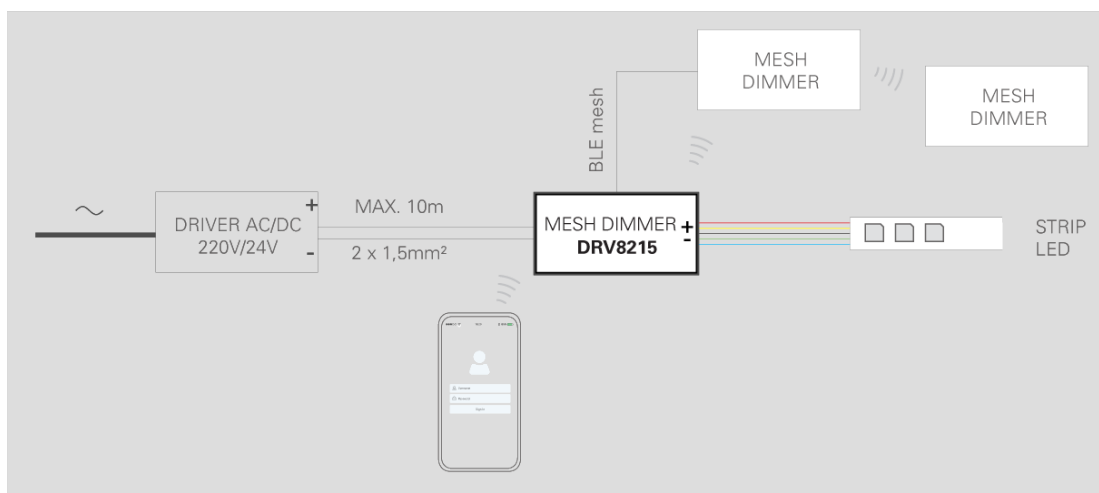 MESH
DIMMER
MESH
DIMMER
BLE mesh
DRIVER AC/DC
220V/24V
+
-
MAX. 10m
2 x 1,5mm²
MESH DIMMER
DRV8215
+
-
STRIP
LED